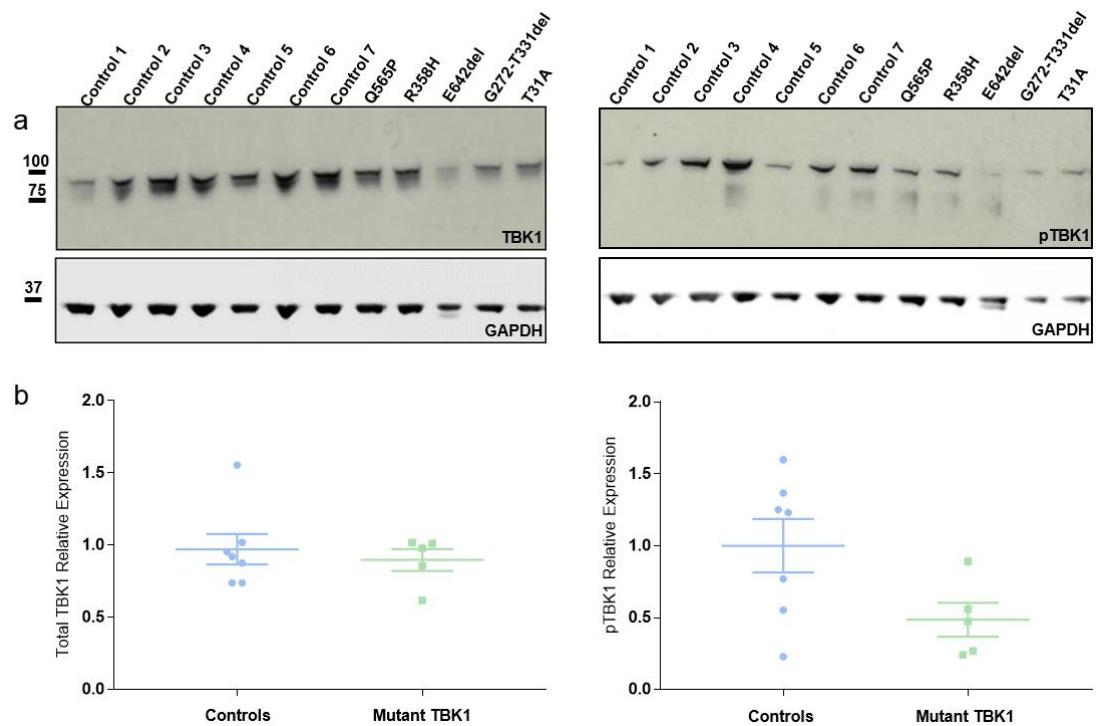 Control 1 Control 2 Control 3 Control 4 Control 5 Control 6 Control 7 Q565P R358H E642del G272-T331del T31A
Control 1 Control 2 Control 3 Control 4 Control 5 Control 6 Control 7 Q565P R358H E642del G272-T331del T31A
a
100
75
TBK1
pTBK1
37
GAPDH
GAPDH
b
Total TBK1 Relative Expression
2.0
1.5
1.0
0.5
0.0
Controls Mutant TBK1
pTBK1 Relative Expression
2.0
1.5
1.0
0.5
0.0
Controls Mutant TBK1